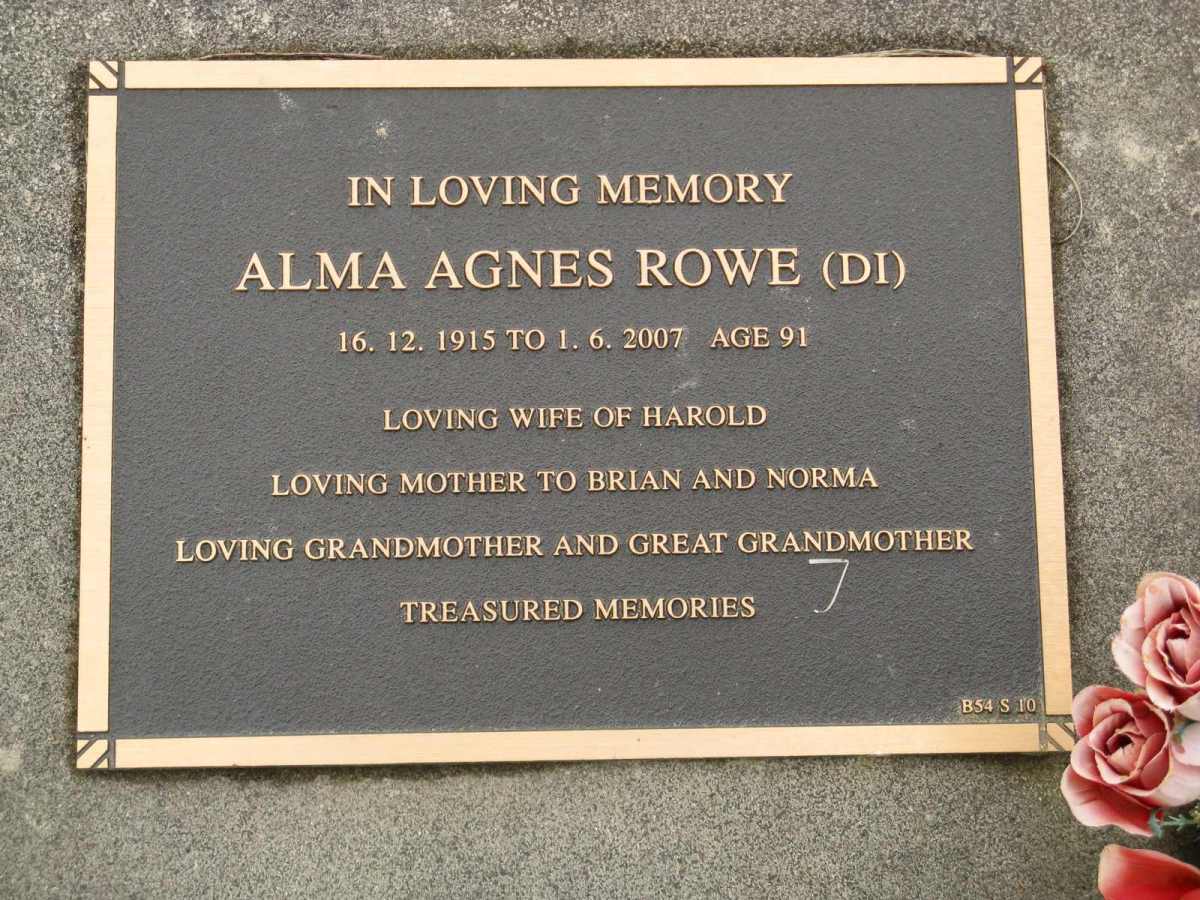 IN LOVING MEMORY
ALMA AGNES ROWE (DI)
16. 12. 1915 TO 1. 6. 2007 AGE 91
LOVING WIFE OF HAROLD
LOVING MOTHER TO BRIAN AND NORMA
LOVING GRANDMOTHER AND GREAT GRANDMOTHER
TREASURED MEMORIES
B54 S 10